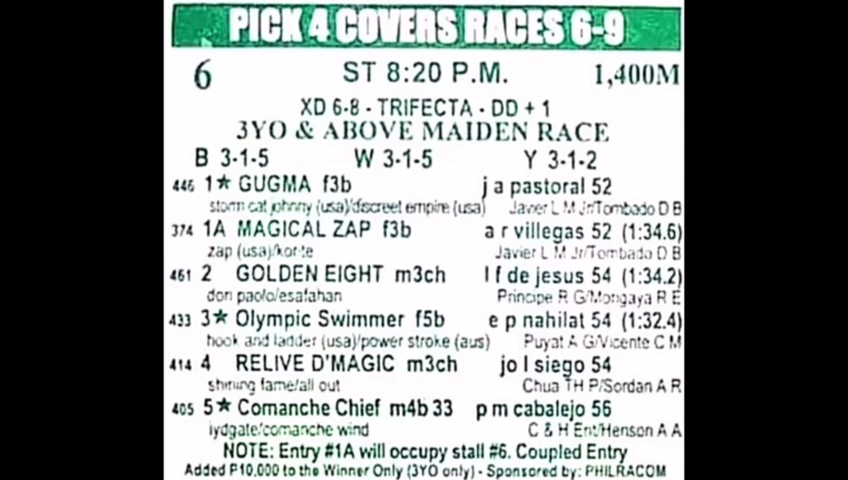 PICK 4 COVERS RACES 6-9
6 ST 8:20 P.M. 1,400M
XD 6-8 - TRIFECTA - DD + 1
3YO & ABOVE MAIDEN RACE
B 3-1-5 W 3-1-5 Y 3-1-2
446 1★ GUGMA f3b j a pastoral 52
storm cat johnny (usa)/discreet empire (usa) Javier L M Jr/Tombado D B
374 1A MAGICAL ZAP f3b a r villegas 52 (1:34.6)
zap (usa)/korite Javier L M Jr/Tombado D B
461 2 GOLDEN EIGHT m3ch l f de jesus 54 (1:34.2)
don paolo/esafahan Principe R G/Mongaya R E
433 3★ Olympic Swimmer f5b e p nahilat 54 (1:32.4)
hook and ladder (usa)/power stroke (aus) Puyat A G/Vicente C M
414 4 RELIVE D'MAGIC m3ch jo l siego 54
shining fame/all out Chua TH P/Sordan A R
405 5★ Comanche Chief m4b 33 p m cabalejo 56
lydgate/comanche wind C & H Ent/Henson A A
NOTE: Entry #1A will occupy stall #6. Coupled Entry
Added P10,000 to the Winner Only (3YO only) - Sponsored by: PHILRACOM